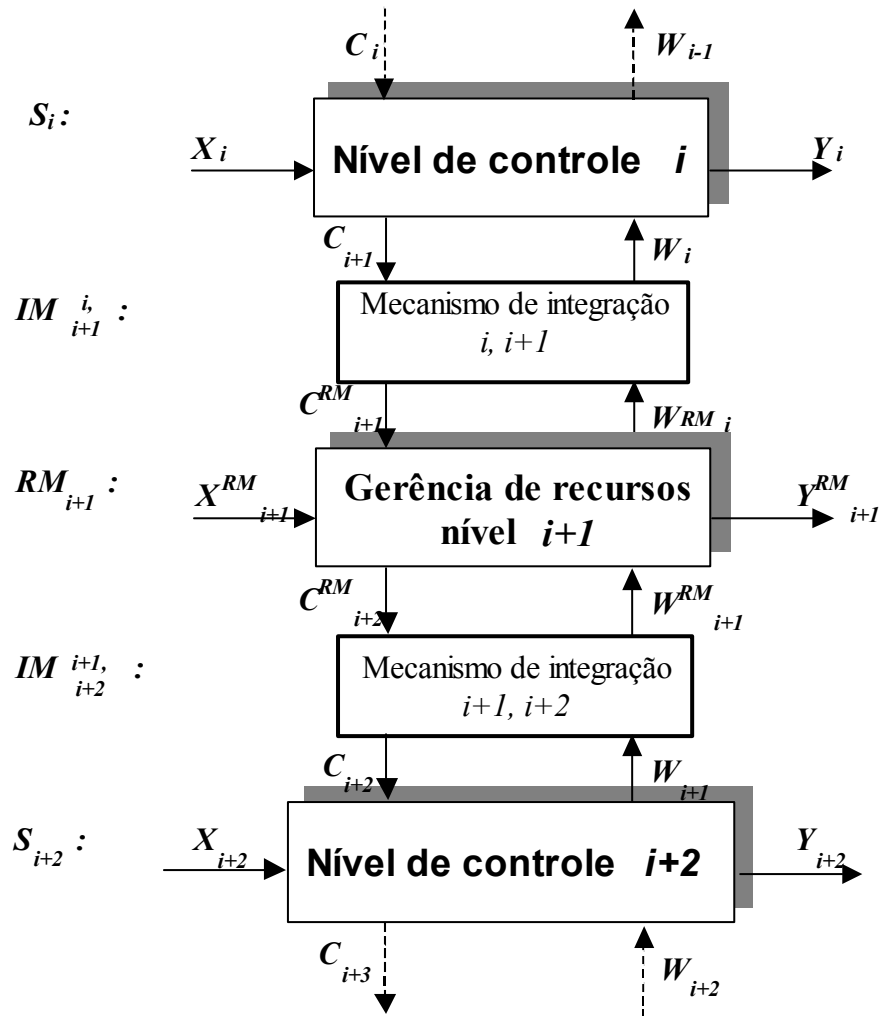 C i
W i-1
S i :
X i
Nível de controle i
Y i
C i+1
W i
IM i, i+1 :
Mecanismo de integração
i, i+1
C RM i+1
W RM i
RM i+1 :
X RM i+1
Gerência de recursos
nível i+1
Y RM i+1
C RM i+2
W RM i+1
IM i+1, i+2 :
Mecanismo de integração
i+1, i+2
C i+2
W i+1
S i+2 :
X i+2
Nível de controle i+2
Y i+2
C i+3
W i+2